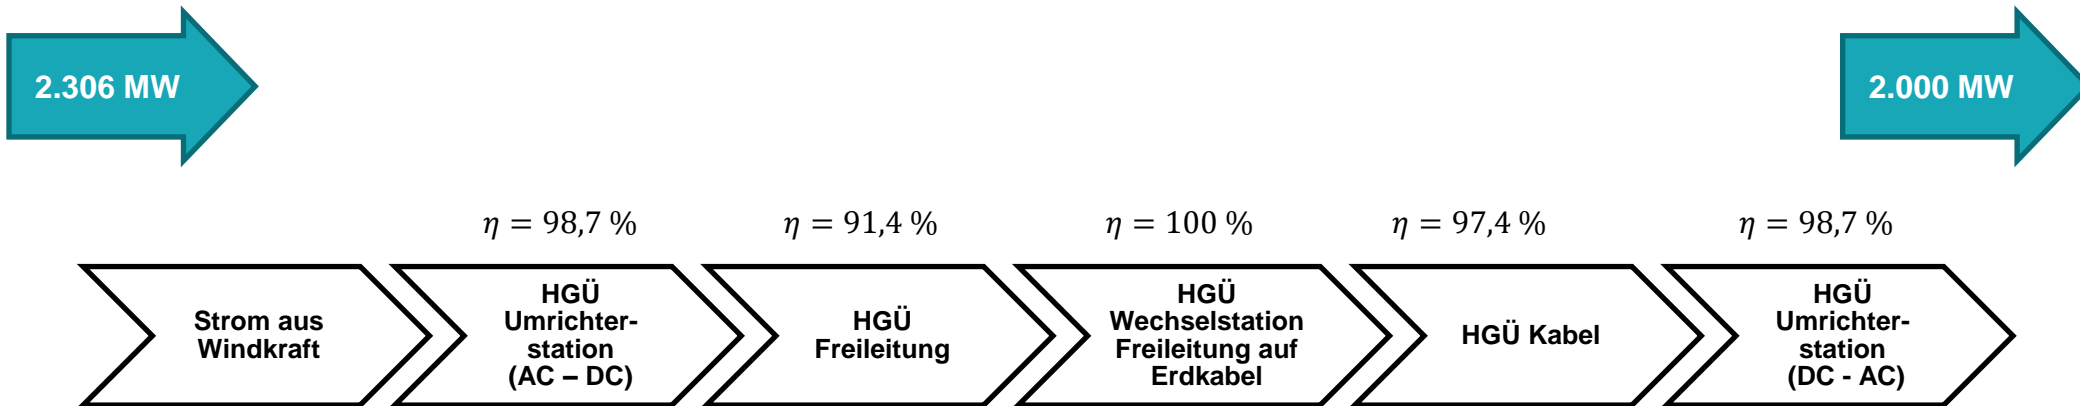 2.306 MW
2.000 MW
η = 98,7 %
η = 91,4 %
η = 100 %
η = 97,4 %
η = 98,7 %
Strom aus
Windkraft
HGÜ
Umrichter-
station
(AC – DC)
HGÜ
Freileitung
HGÜ
Wechselstation
Freileitung auf
Erdkabel
HGÜ Kabel
HGÜ
Umrichter-
station
(DC - AC)